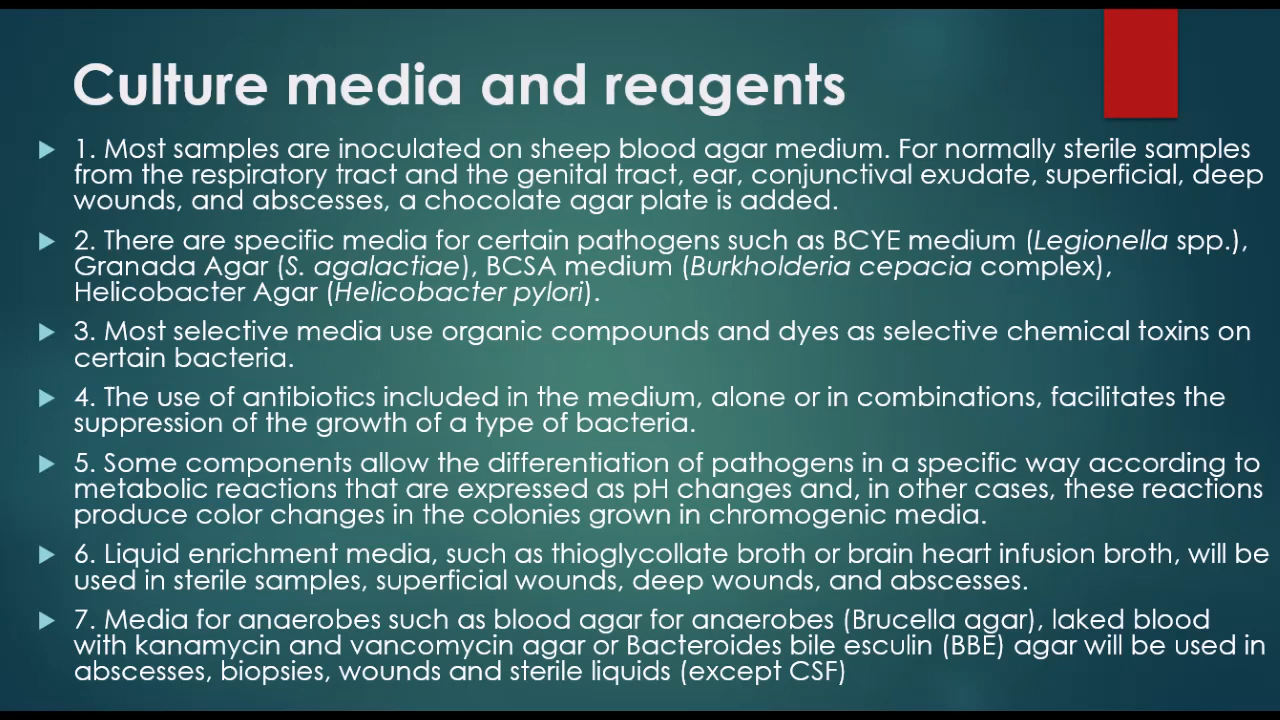 Culture media and reagents
1. Most samples are inoculated on sheep blood agar medium. For normally sterile samples
from the respiratory tract and the genital tract, ear, conjunctival exudate, superficial, deep
wounds, and abscesses, a chocolate agar plate is added.
2. There are specific media for certain pathogens such as BCYE medium (Legionella spp.),
Granada Agar (S. agalactiae), BCSA medium (Burkholderia cepacia complex),
Helicobacter Agar (Helicobacter pylori).
3. Most selective media use organic compounds and dyes as selective chemical toxins on
certain bacteria.
4. The use of antibiotics included in the medium, alone or in combinations, facilitates the
suppression of the growth of a type of bacteria.
5. Some components allow the differentiation of pathogens in a specific way according to
metabolic reactions that are expressed as pH changes and, in other cases, these reactions
produce color changes in the colonies grown in chromogenic media.
6. Liquid enrichment media, such as thioglycollate broth or brain heart infusion broth, will be
used in sterile samples, superficial wounds, deep wounds, and abscesses.
7. Media for anaerobes such as blood agar for anaerobes (Brucella agar), laked blood
with kanamycin and vancomycin agar or Bacteroides bile esculin (BBE) agar will be used in
abscesses, biopsies, wounds and sterile liquids (except CSF)